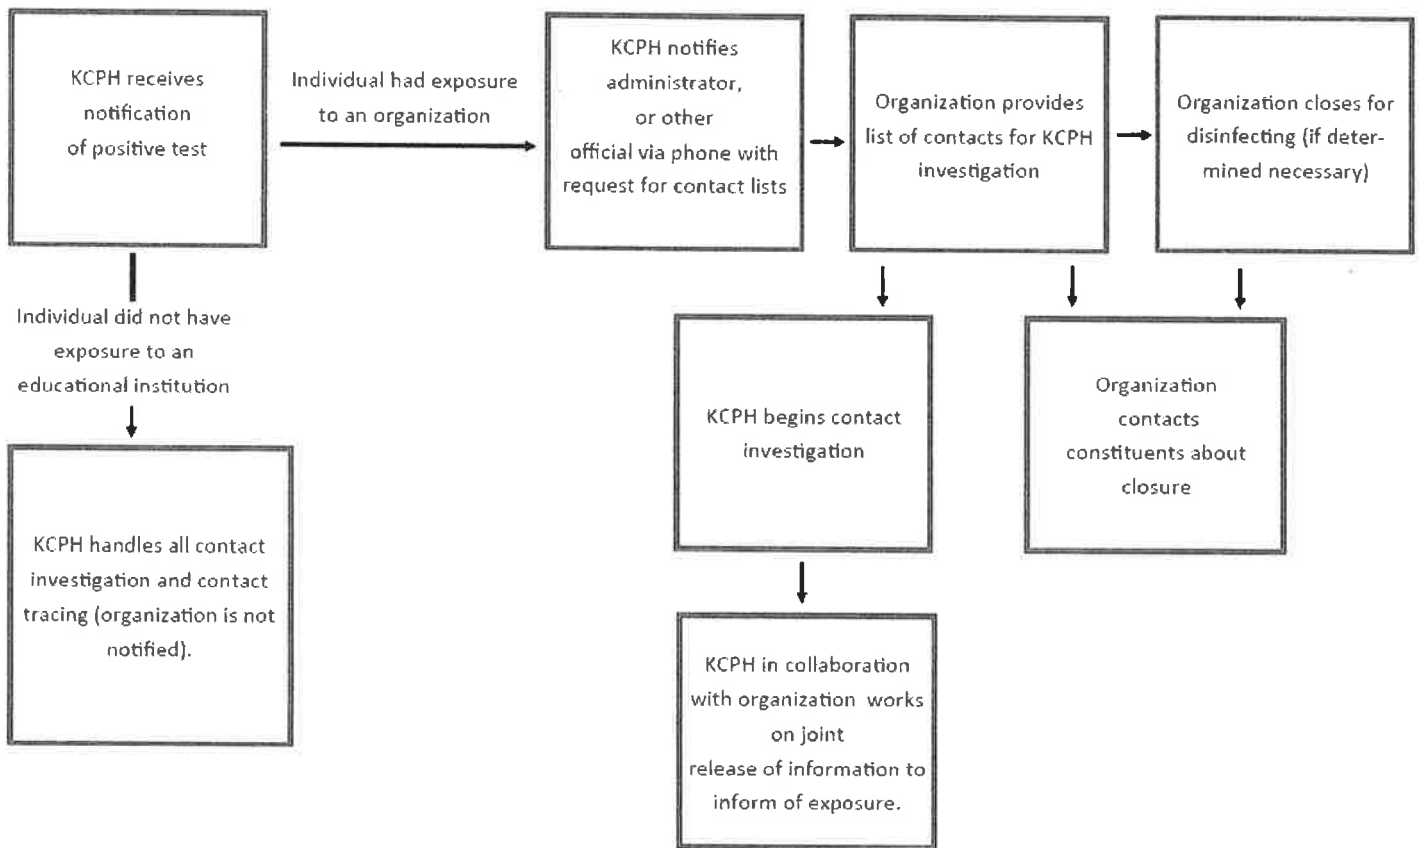 KCPH receives
notification
of positive test
Individual had exposure
to an organization
KCPH notifies
administrator,
or other
official via phone with
request for contact lists
Organization provides
list of contacts for KCPH
investigation
Organization closes for
disinfecting (if deter-
mined necessary)
Individual did not have
exposure to an
educational institution
KCPH handles all contact
investigation and contact
tracing (organization is not
notified).
KCPH begins contact
investigation
Organization
contacts
constituents about
closure
KCPH in collaboration
with organization works
on joint
release of information to
inform of exposure.